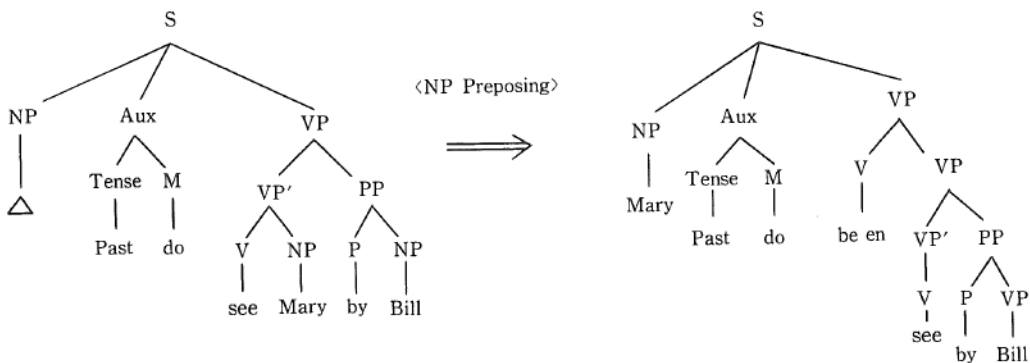 S S
⟨NP Preposing⟩
NP Aux VP NP Aux VP
Tense M VP′ PP Mary Tense M V VP
Past do V NP P NP Past do be en VP′ PP
see Mary by Bill V P VP
see by Bill